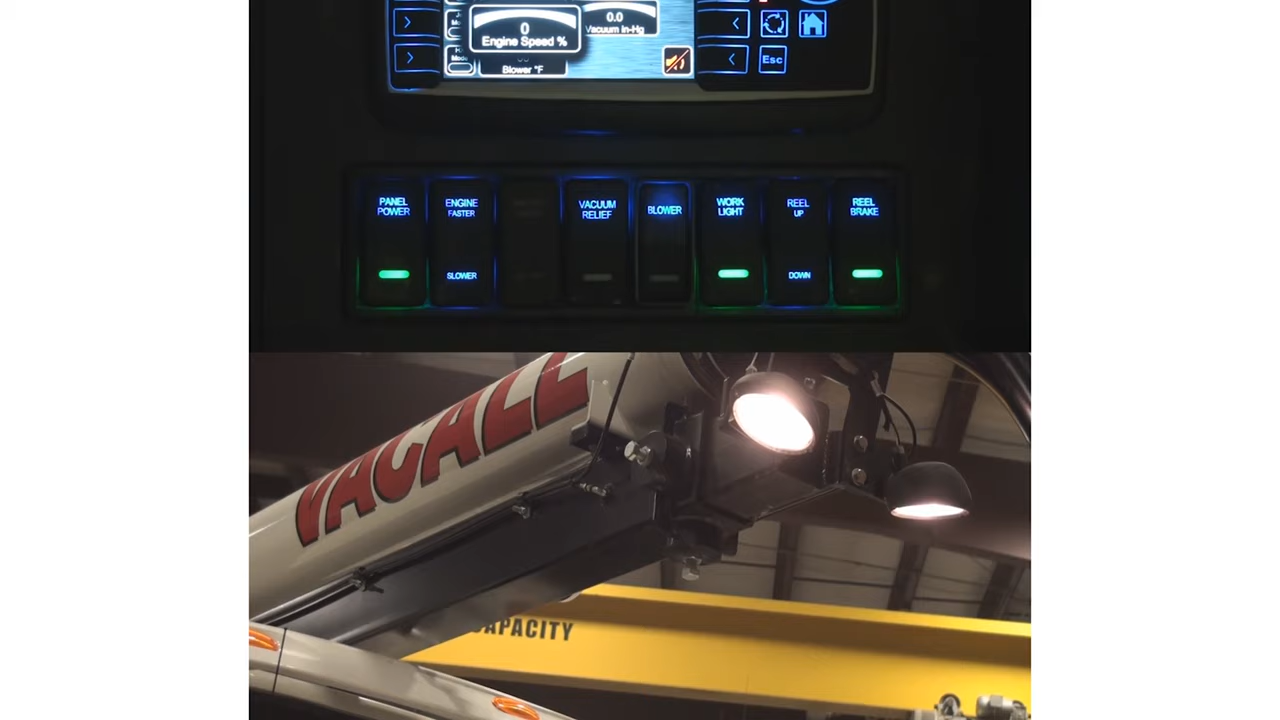 0
Engine Speed %
0.0
Vacuum In-Hg
Blower °F
Esc
PANEL
POWER
ENGINE
FASTER
SLOWER
VACUUM
RELIEF
BLOWER
WORK
LIGHT
REEL
UP
DOWN
REEL
BRAKE
VACALL
CAPACITY